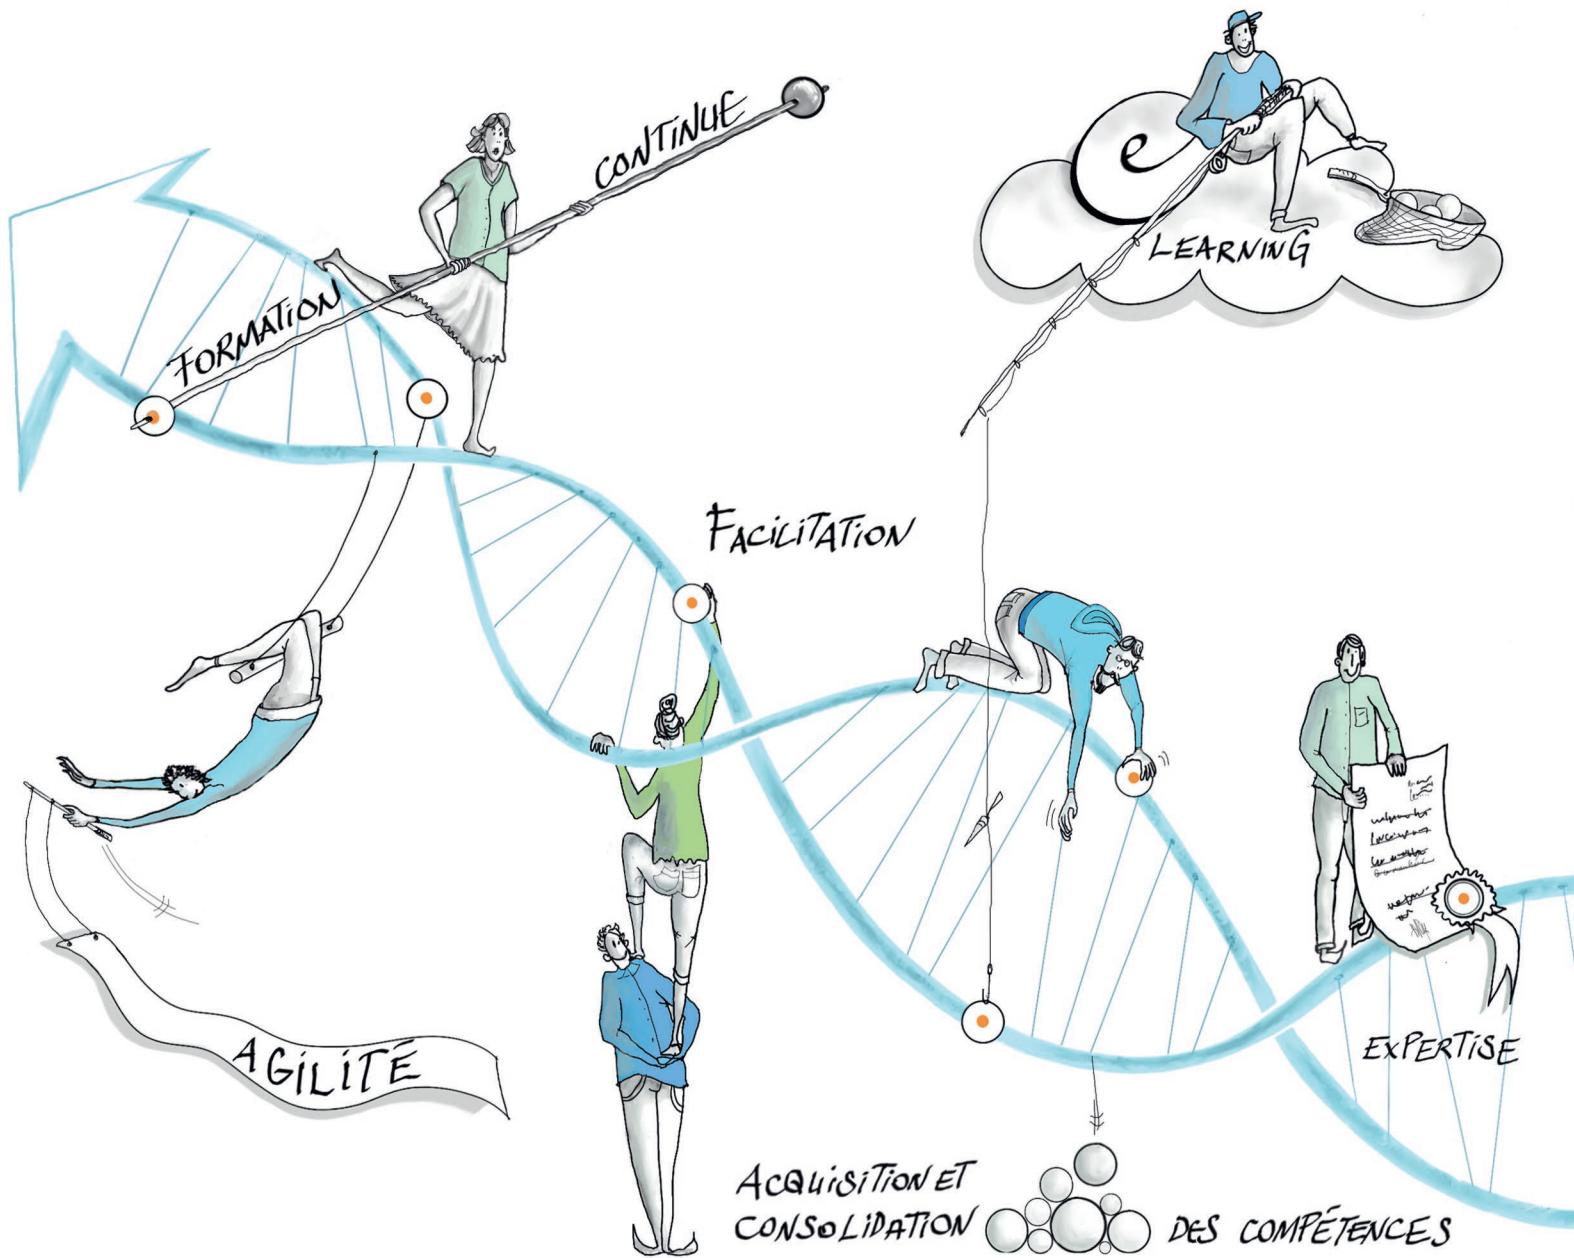 FORMATION CONTINUE
e
LEARNING
FACILITATION
AGILITÉ
EXPERTISE
ACQUISITION ET
CONSOLIDATION DES COMPÉTENCES